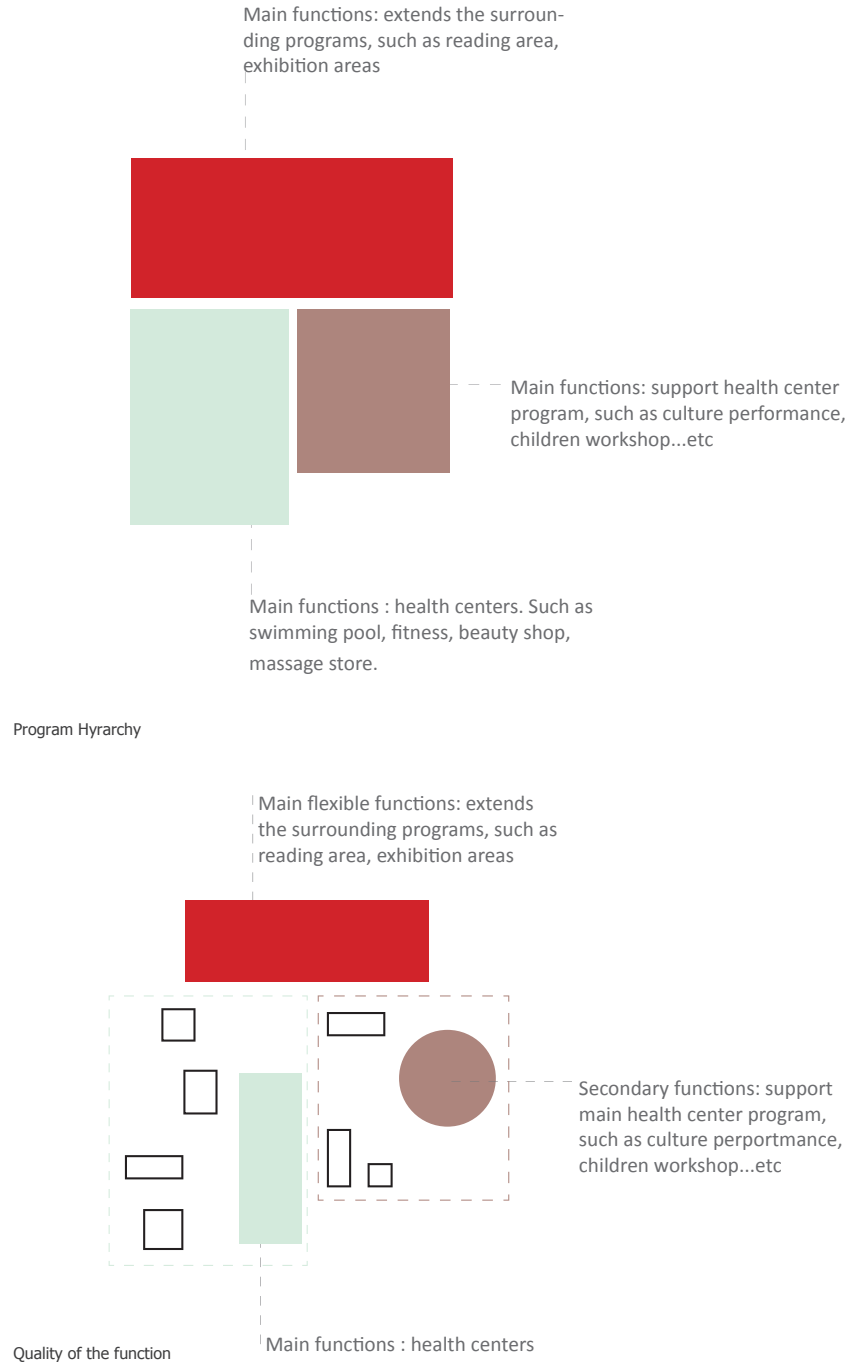 Main functions: extends the surroun-
ding programs, such as reading area,
exhibition areas
Main functions: support health center
program, such as culture performance,
children workshop...etc
Main functions : health centers. Such as
swimming pool, fitness, beauty shop,
massage store.
Program Hyrarchy
Main flexible functions: extends
the surrounding programs, such as
reading area, exhibition areas
Secondary functions: support
main health center program,
such as culture perportmance,
children workshop...etc
Main functions : health centers
Quality of the function